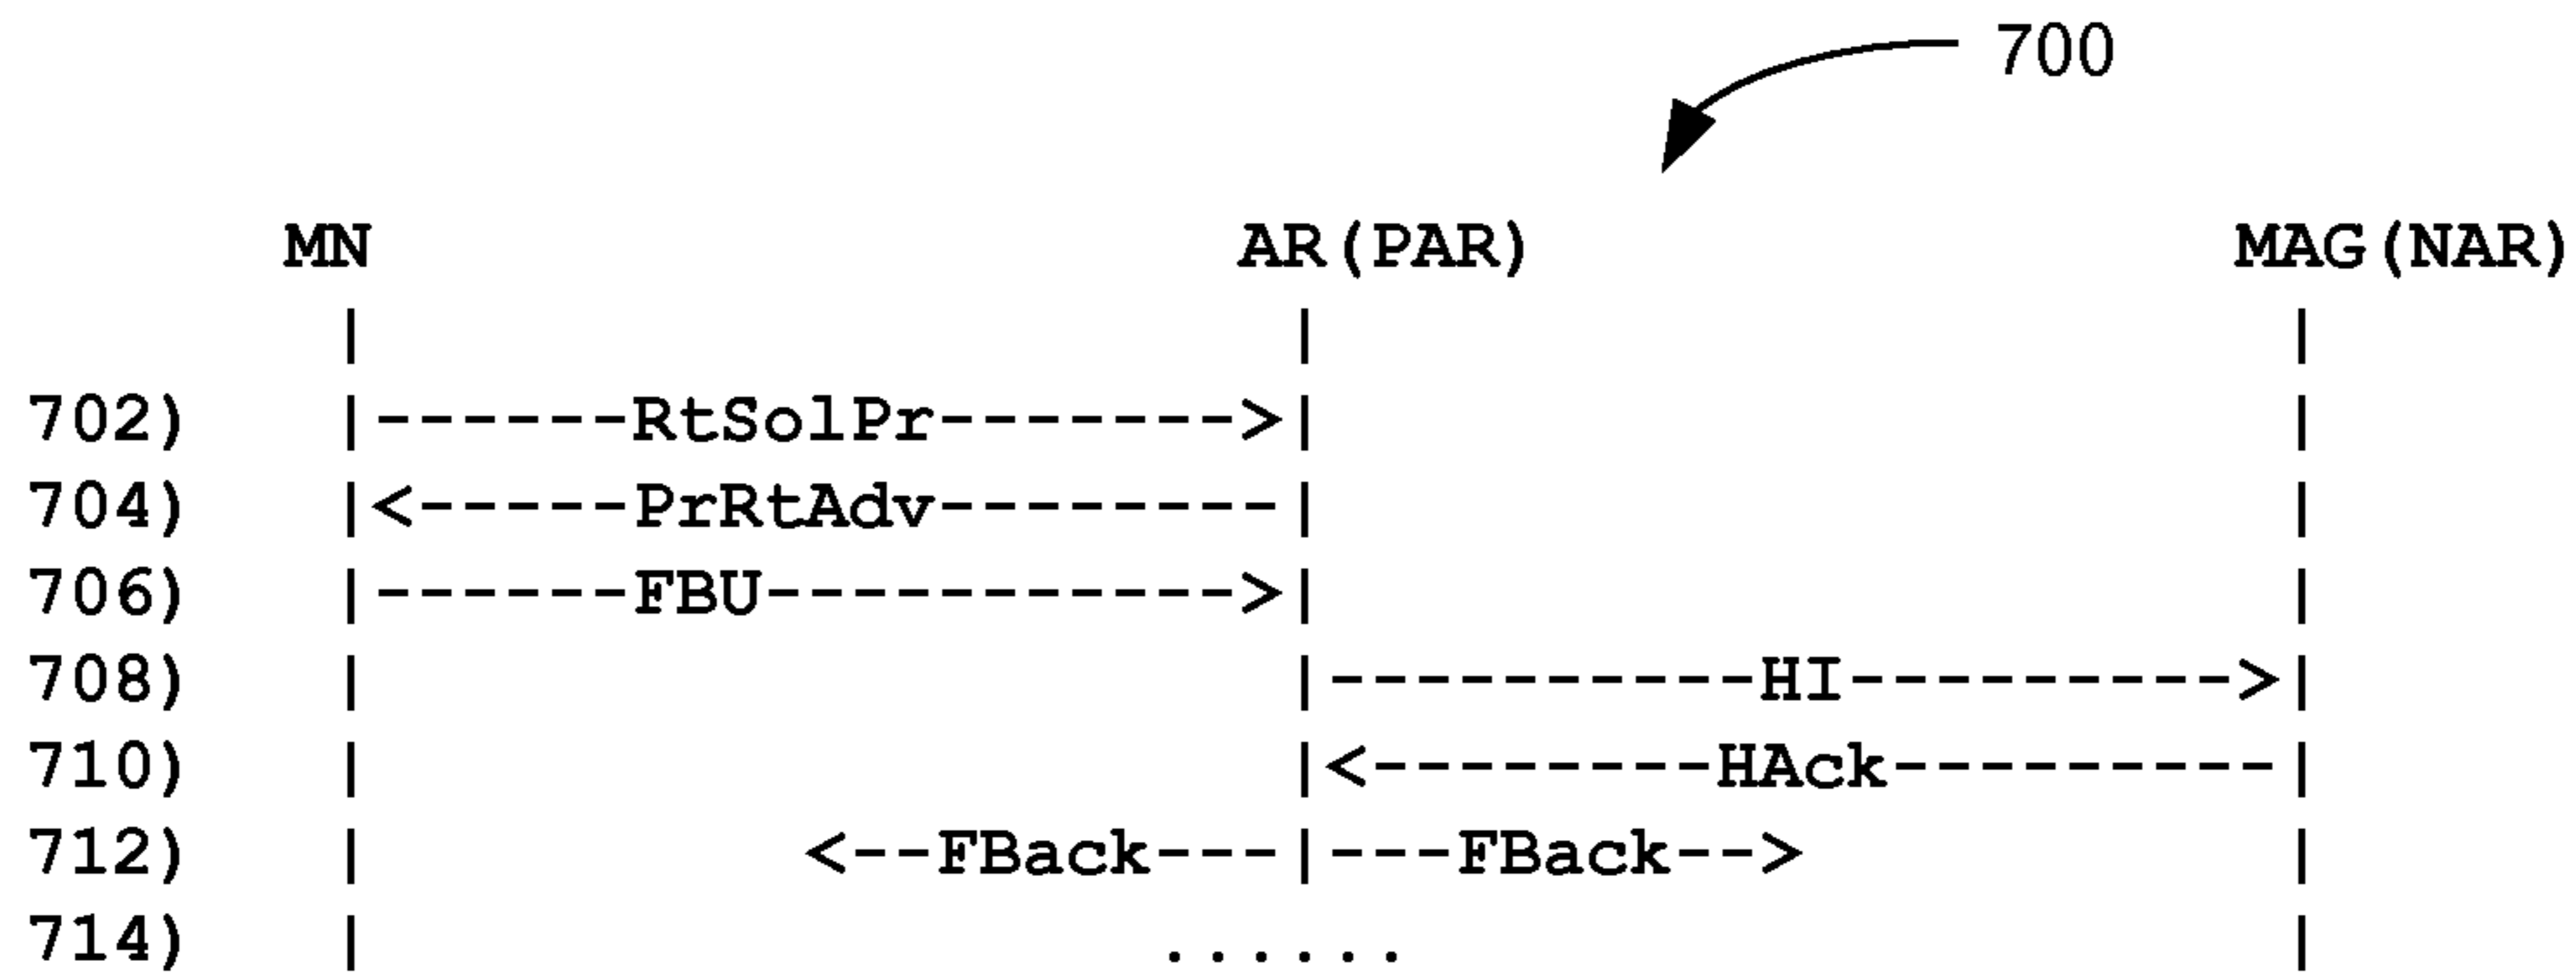 700
MN AR(PAR) MAG(NAR)
| | |
702) |------RtSolPr------->| |
704) |<-----PrRtAdv--------| |
706) |------FBU----------->| |
708) | |----------HI--------->|
710) | |<--------HAck---------|
712) | <--FBack---|---FBack--> |
714) | ...... |